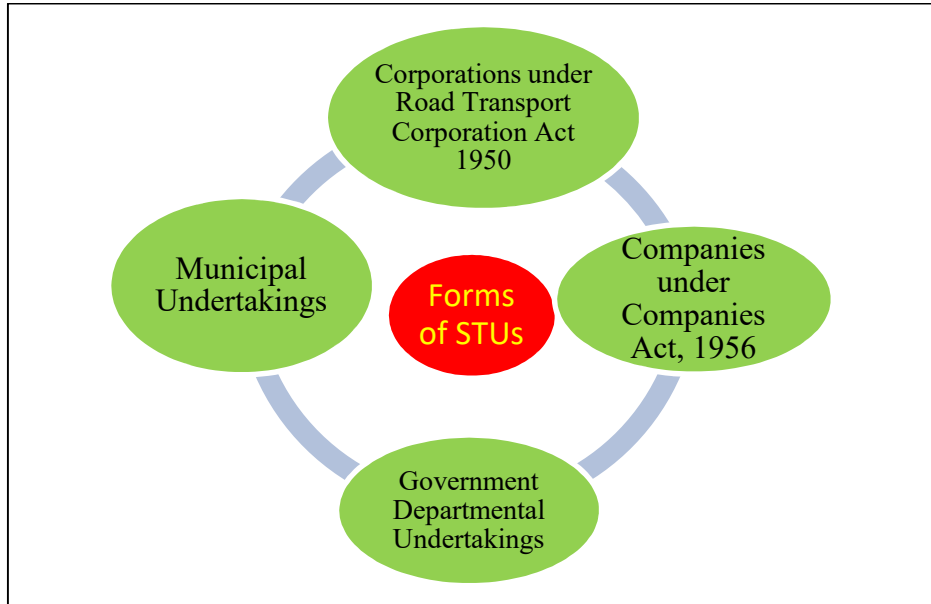 Corporations under
Road Transport
Corporation Act
1950
Municipal
Undertakings
Forms
of STUs
Companies
under
Companies
Act, 1956
Government
Departmental
Undertakings